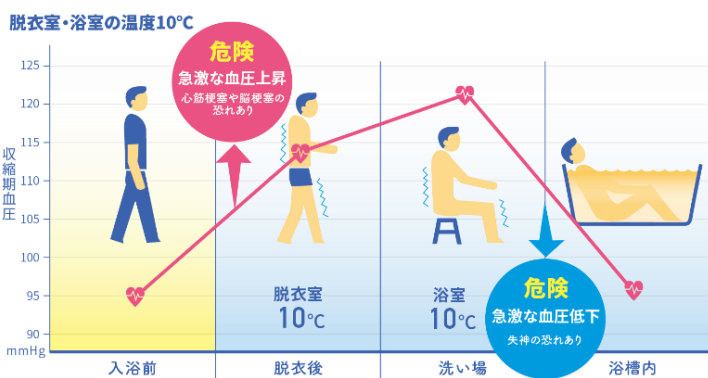 脱衣室・浴室の温度10℃
危険
急激な血圧上昇
心筋梗塞や脳梗塞の
恐れあり
収縮期血圧
125
120
115
110
105
100
95
90
mmHg
脱衣室
10℃
浴室
10℃
危険
急激な血圧低下
失神の恐れあり
入浴前
脱衣後
洗い場
浴槽内